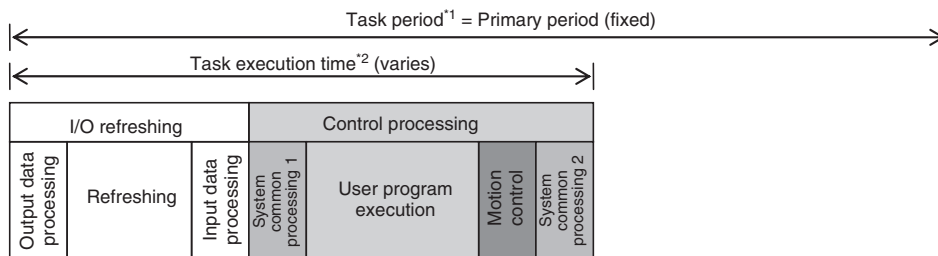 Task period*1 = Primary period (fixed)
Task execution time*2 (varies)
I/O refreshing
Control processing
Output data
processing
Refreshing
Input data
processing
System
common
processing 1
User program
execution
Motion
control
System
common
processing 2